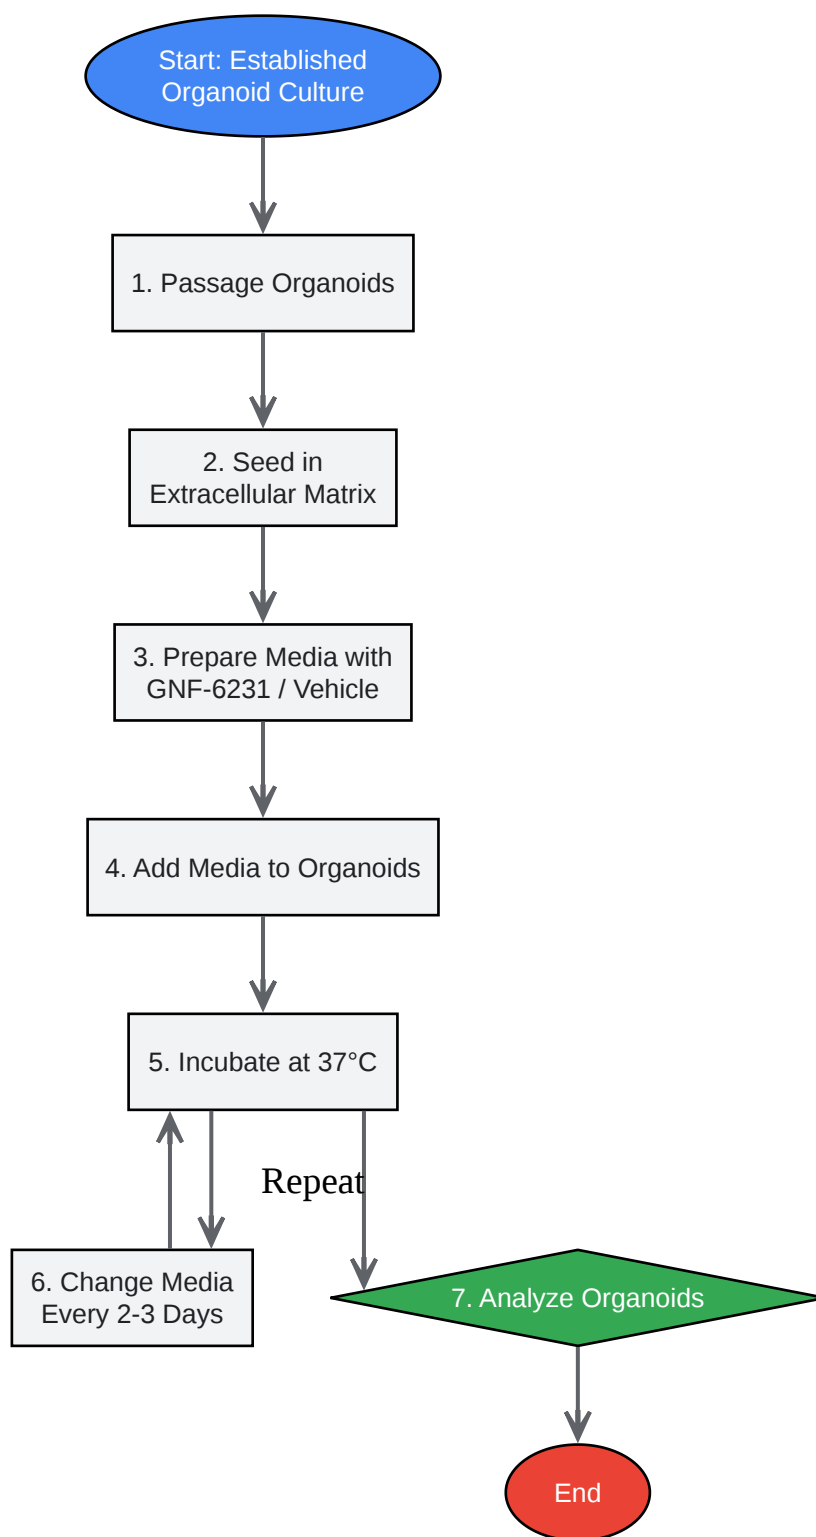 Start: Established
Organoid Culture
1. Passage Organoids
2. Seed in
Extracellular Matrix
3. Prepare Media with
GNF-6231 / Vehicle
4. Add Media to Organoids
5. Incubate at 37°C
Repeat
6. Change Media
Every 2-3 Days
7. Analyze Organoids
End